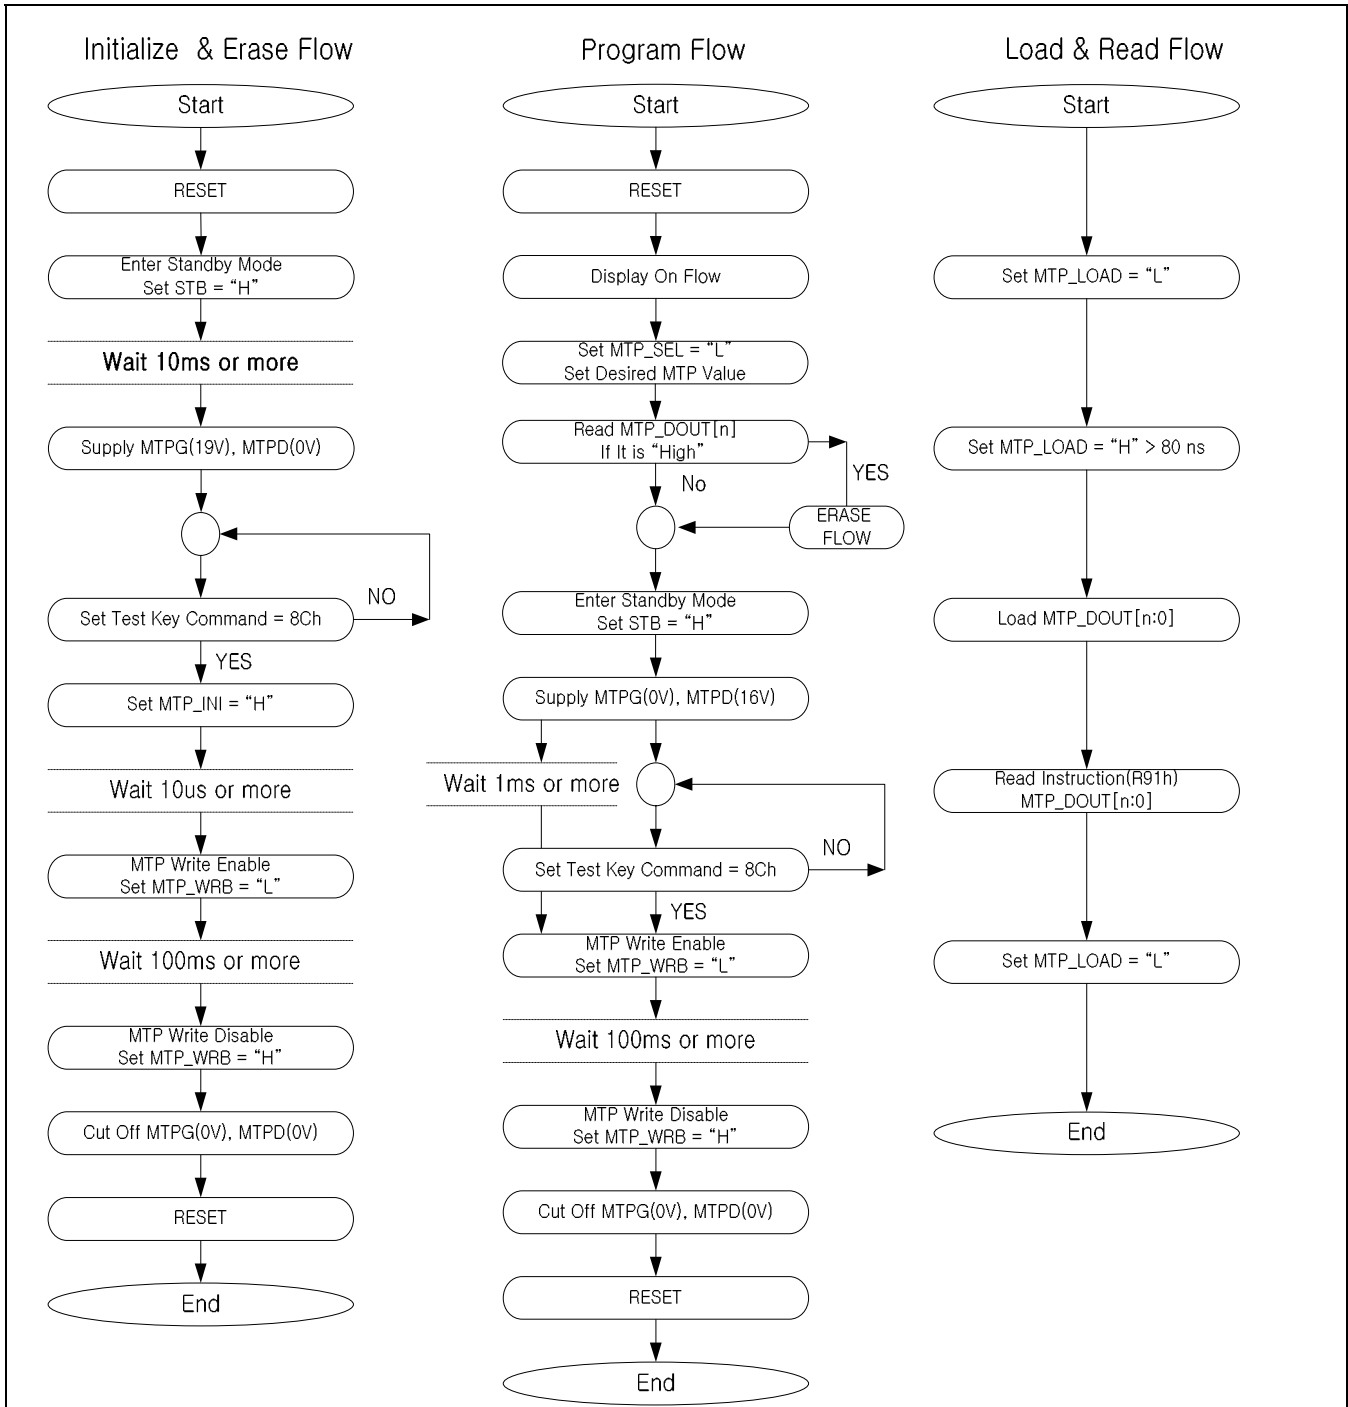 Initialize & Erase Flow
Start
RESET
Enter Standby Mode
Set STB = “H”
Wait 10ms or more
Supply MTPG(19V), MTPD(0V)
Set Test Key Command = 8Ch
NO
YES
Set MTP_INI = “H”
Wait 10us or more
MTP Write Enable
Set MTP_WRB = “L”
Wait 100ms or more
MTP Write Disable
Set MTP_WRB = “H”
Cut Off MTPG(0V), MTPD(0V)
RESET
End
Program Flow
Start
RESET
Display On Flow
Set MTP_SEL = “L”
Set Desired MTP Value
Read MTP_DOUT[n]
If It is “High”
YES
No
ERASE
FLOW
Enter Standby Mode
Set STB = “H”
Supply MTPG(0V), MTPD(16V)
Wait 1ms or more
Set Test Key Command = 8Ch
NO
YES
MTP Write Enable
Set MTP_WRB = “L”
Wait 100ms or more
MTP Write Disable
Set MTP_WRB = “H”
Cut Off MTPG(0V), MTPD(0V)
RESET
End
Load & Read Flow
Start
Set MTP_LOAD = “L”
Set MTP_LOAD = “H” > 80 ns
Load MTP_DOUT[n:0]
Read Instruction(R91h)
MTP_DOUT[n:0]
Set MTP_LOAD = “L”
End